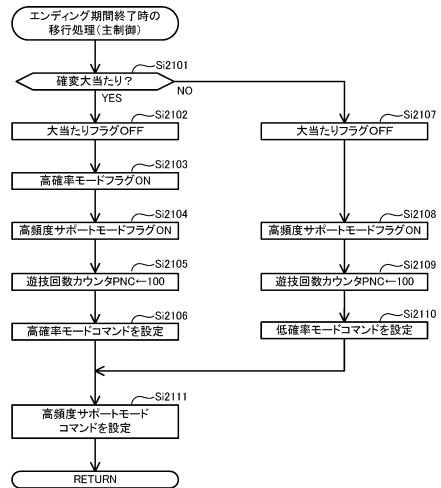 エンディング期間終了時の
移行処理(主制御)
Si2101
確変大当たり？
YES
NO
Si2102
大当たりフラグOFF
Si2103
高確率モードフラグON
Si2104
高頻度サポートモードフラグON
Si2105
遊技回数カウンタPNC←100
Si2106
高確率モードコマンドを設定
Si2107
大当たりフラグOFF
Si2108
高頻度サポートモードフラグON
Si2109
遊技回数カウンタPNC←100
Si2110
低確率モードコマンドを設定
Si2111
高頻度サポートモード
コマンドを設定
RETURN